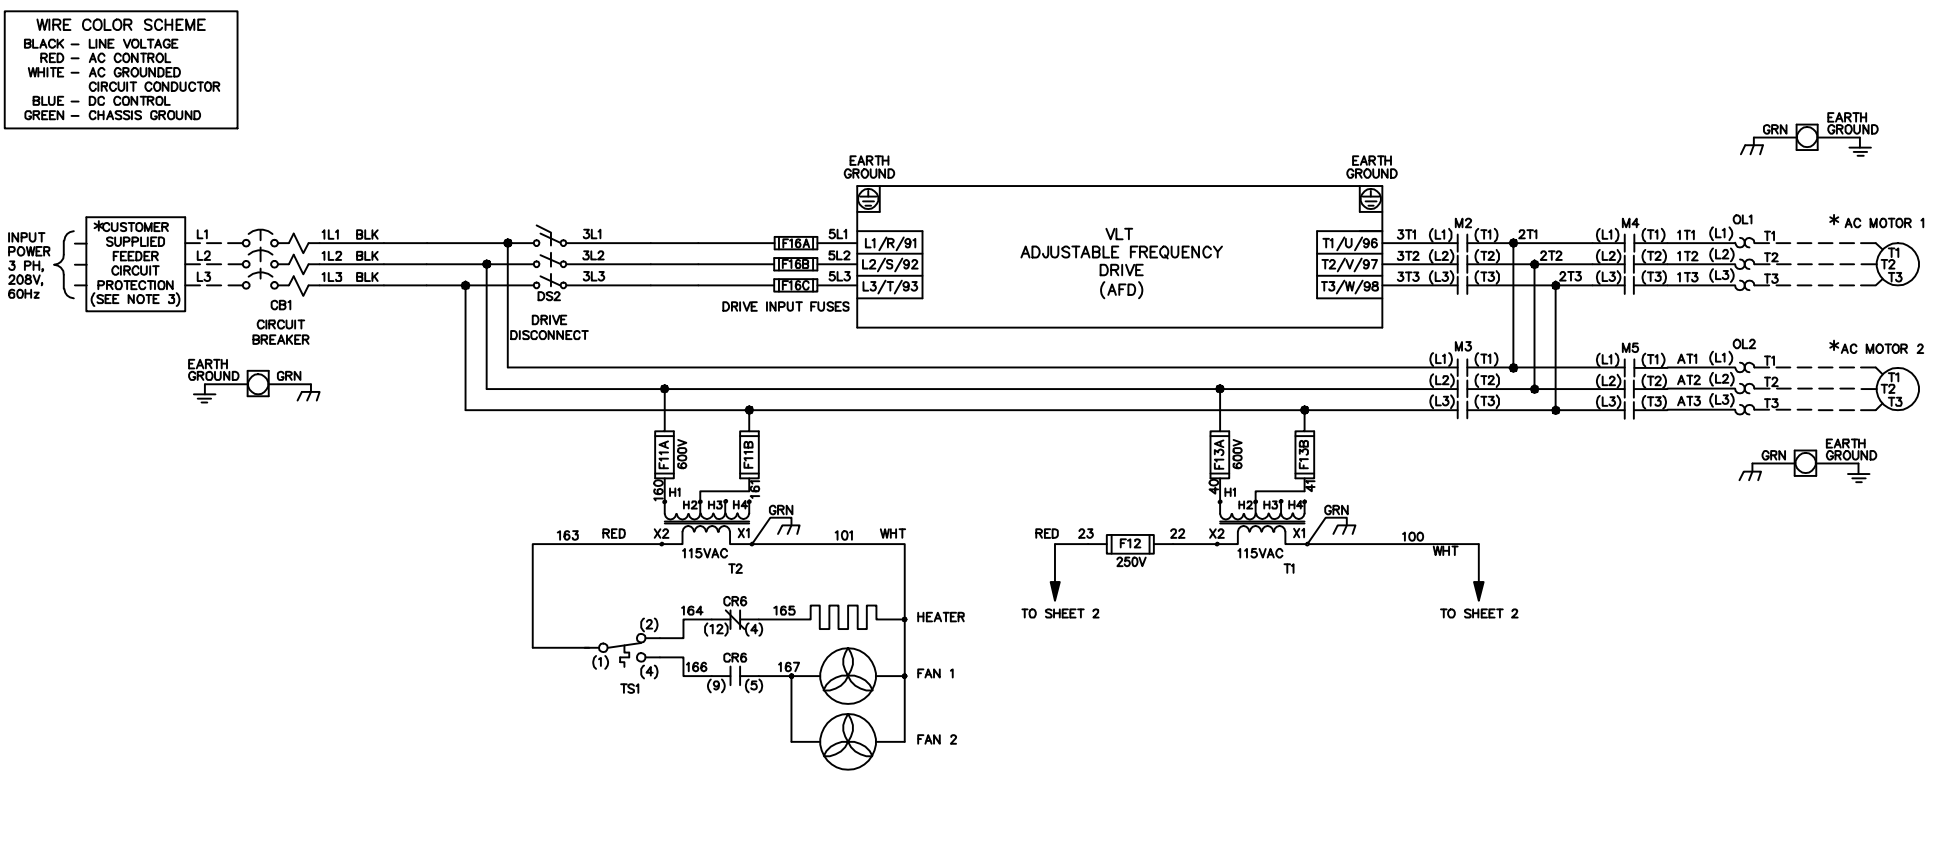 WIRE COLOR SCHEME
BLACK – LINE VOLTAGE
RED – AC CONTROL
WHITE – AC GROUNDED
CIRCUIT CONDUCTOR
BLUE – DC CONTROL
GREEN – CHASSIS GROUND
GRN
EARTH
GROUND
EARTH
GROUND
EARTH
GROUND
INPUT
POWER
3 PH,
208V,
60Hz
*CUSTOMER
SUPPLIED
FEEDER
CIRCUIT
PROTECTION
(SEE NOTE 3)
L1
L2
L3
CB1
CIRCUIT
BREAKER
1L1 BLK
1L2 BLK
1L3 BLK
DS2
DRIVE
DISCONNECT
3L1
3L2
3L3
F16A
F16B
F16C
DRIVE INPUT FUSES
5L1
5L2
5L3
L1/R/91
L2/S/92
L3/T/93
VLT
ADJUSTABLE FREQUENCY
DRIVE
(AFD)
T1/U/96
T2/V/97
T3/W/98
M2
3T1 (L1) (T1) 2T1
3T2 (L2) (T2) 2T2
3T3 (L3) (T3) 2T3
M4
(L1) (T1) 1T1 (L1)
(L2) (T2) 1T2 (L2)
(L3) (T3) 1T3 (L3)
OL1
T1
T2
T3
* AC MOTOR 1
T1
T2
T3
EARTH
GROUND
GRN
M3
(L1) (T1)
(L2) (T2)
(L3) (T3)
M5
(L1) (T1) AT1 (L1)
(L2) (T2) AT2 (L2)
(L3) (T3) AT3 (L3)
OL2
T1
T2
T3
*AC MOTOR 2
T1
T2
T3
GRN
EARTH
GROUND
F11A
600V
F11B
160
161
H1
H2 H3 H4
GRN
163 RED X2
X1
101 WHT
115VAC
T2
F13A
600V
F13B
40
41
H1
H2 H3 H4
GRN
RED 23
F12
250V
22 X2
X1
115VAC
T1
100
WHT
TO SHEET 2
TO SHEET 2
CR6
164
165
(12) (4)
HEATER
(2)
(1)
(4)
TS1
CR6
166
167
(9) (5)
FAN 1
FAN 2